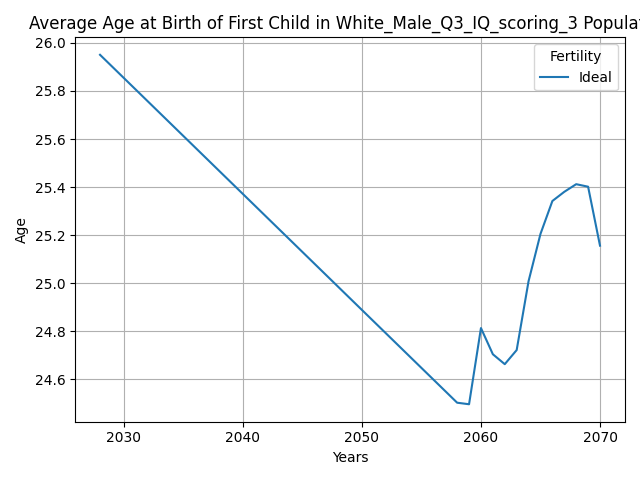 Average Age at Birth of First Child in White_Male_Q3_IQ_scoring_3
26.0
25.8
25.6
25.4
25.2
25.0
24.8
24.6
Age
Fertility
Ideal
2030 2040 2050 2060 2070
Years